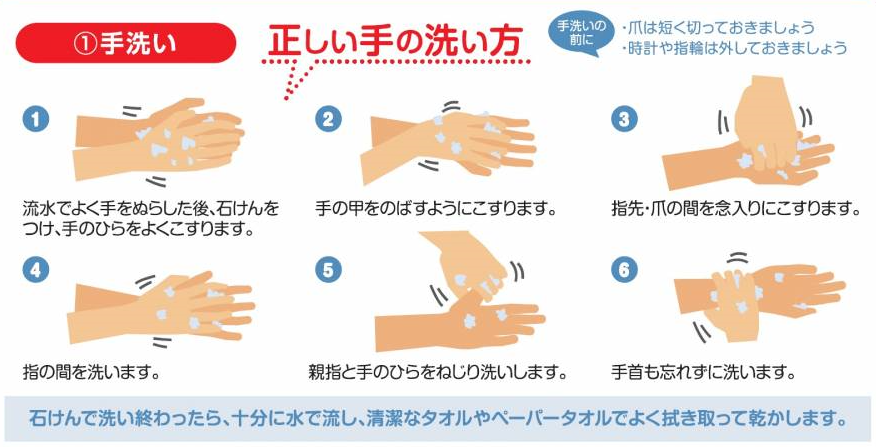 ①手洗い
正しい手の洗い方
手洗いの
前に
・爪は短く切っておきましょう
・時計や指輪は外しておきましょう
1
流水でよく手をぬらした後、石けんを
つけ、手のひらをよくこすります。
2
手の甲をのばすようにこすります。
3
指先・爪の間を念入りにこすります。
4
指の間を洗います。
5
親指と手のひらをねじり洗いします。
6
手首も忘れずに洗います。
石けんで洗い終わったら、十分に水で流し、清潔なタオルやペーパータオルでよく拭き取って乾かします。